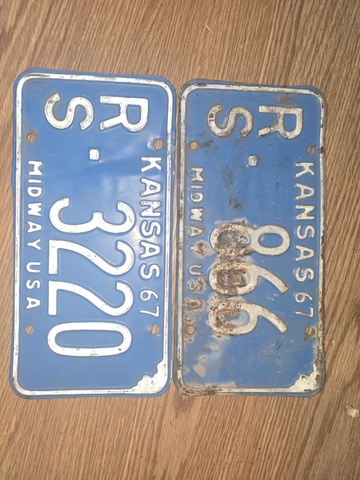 KANSAS 67
R
S · 3220
MIDWAY USA
KANSAS 67
R
S · 866
MIDWAY USA